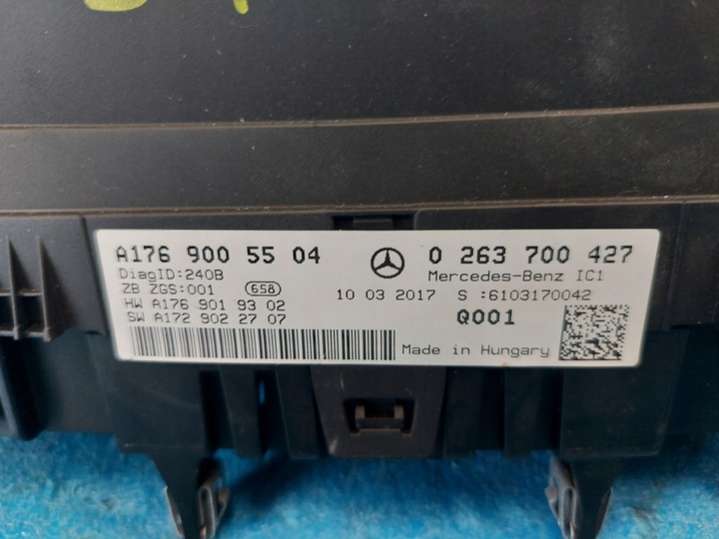 A176 900 55 04 0 263 700 427
DiagID:240B Mercedes-Benz IC1
ZB ZGS:001 658 10 03 2017 S :6103170042
HW A176 901 93 02
SW A172 902 27 07 Q001
Made in Hungary